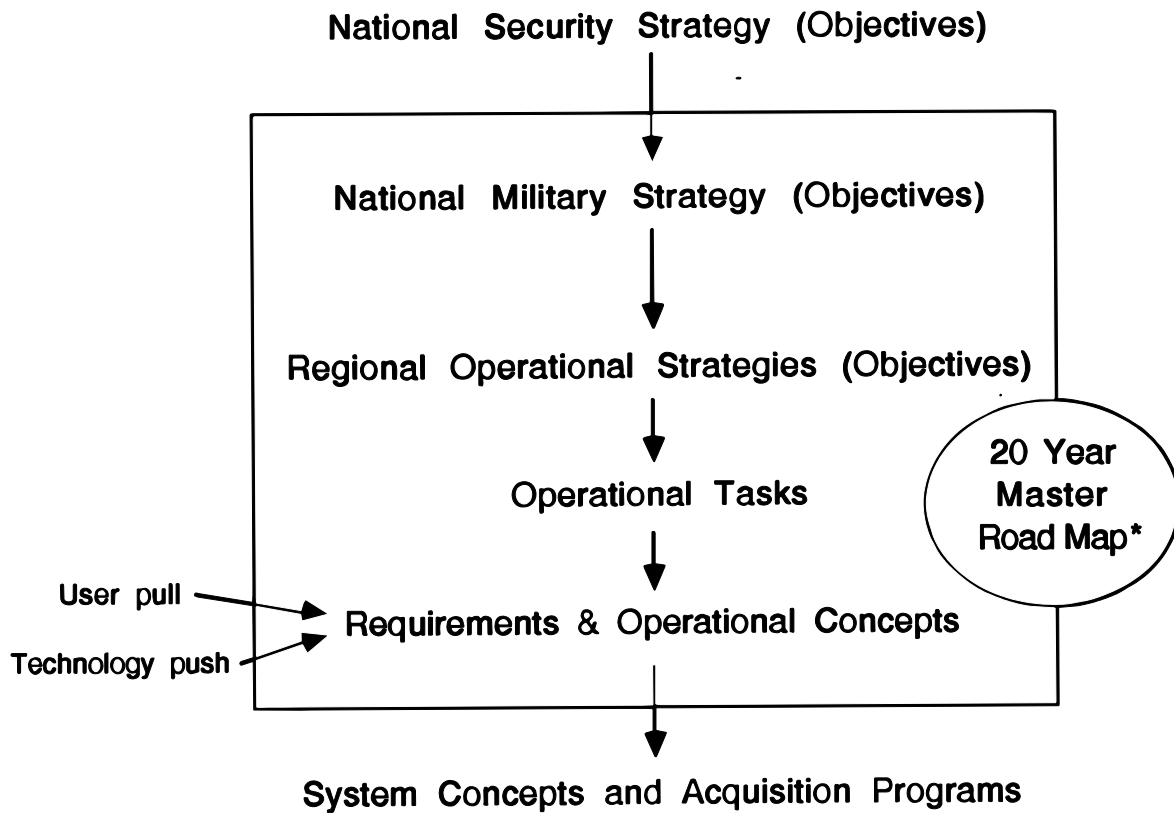 National Security Strategy (Objectives)
National Military Strategy (Objectives)
Regional Operational Strategies (Objectives)
20 Year
Master
Road Map*
Operational Tasks
User pull
Requirements & Operational Concepts
Technology push
System Concepts and Acquisition Programs